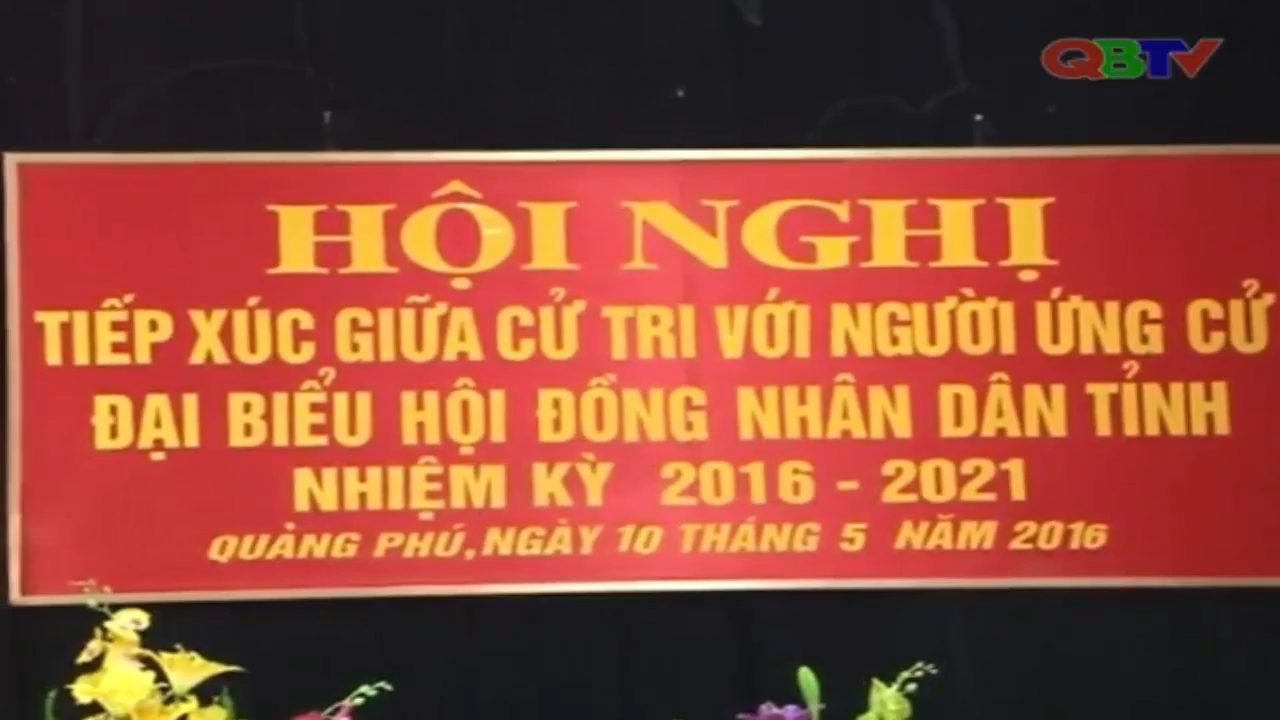 QBTV
HỘI NGHỊ
TIẾP XÚC GIỮA CỬ TRI VỚI NGƯỜI ỨNG CỬ
ĐẠI BIỂU HỘI ĐỒNG NHÂN DÂN TỈNH
NHIỆM KỲ 2016 - 2021
QUẢNG PHÚ, NGÀY 10 THÁNG 5 NĂM 2016